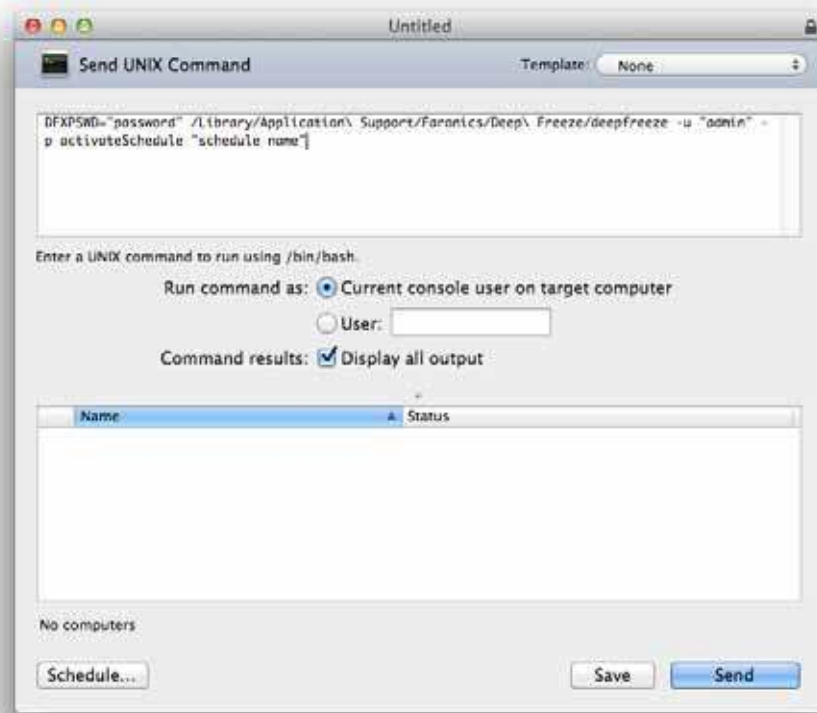 Untitled
Send UNIX Command
Template: None
DFXPSWD="password" /Library/Application\ Support/Faronics/Deep\ Freeze/deepfreeze -u "admin" -
p activateSchedule "schedule name"
Enter a UNIX command to run using /bin/bash.
Run command as: Current console user on target computer
User:
Command results: Display all output
Name Status
No computers
Schedule... Save Send